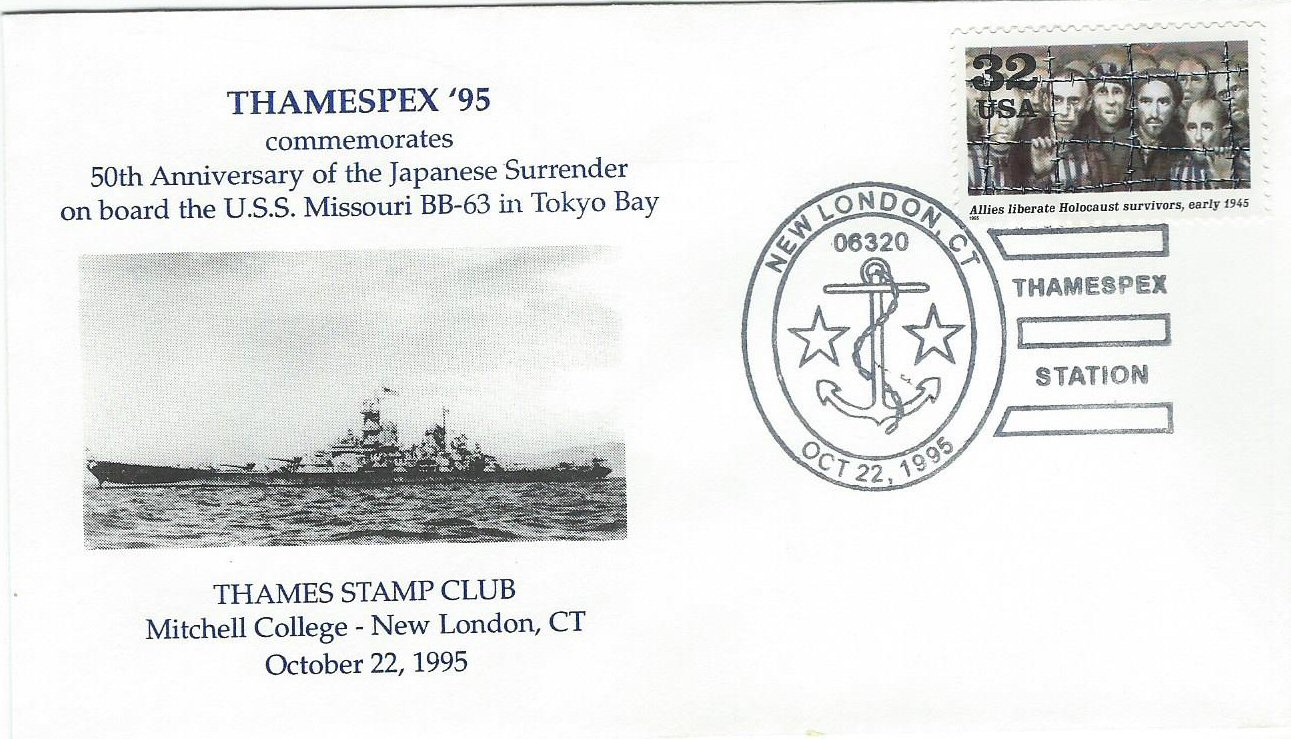 THAMESPEX '95
commemorates
50th Anniversary of the Japanese Surrender
on board the U.S.S. Missouri BB-63 in Tokyo Bay
THAMES STAMP CLUB
Mitchell College - New London, CT
October 22, 1995
32
USA
Allies liberate Holocaust survivors, early 1945
1995
NEW LONDON, CT
06320
OCT 22, 1995
THAMESPEX
STATION